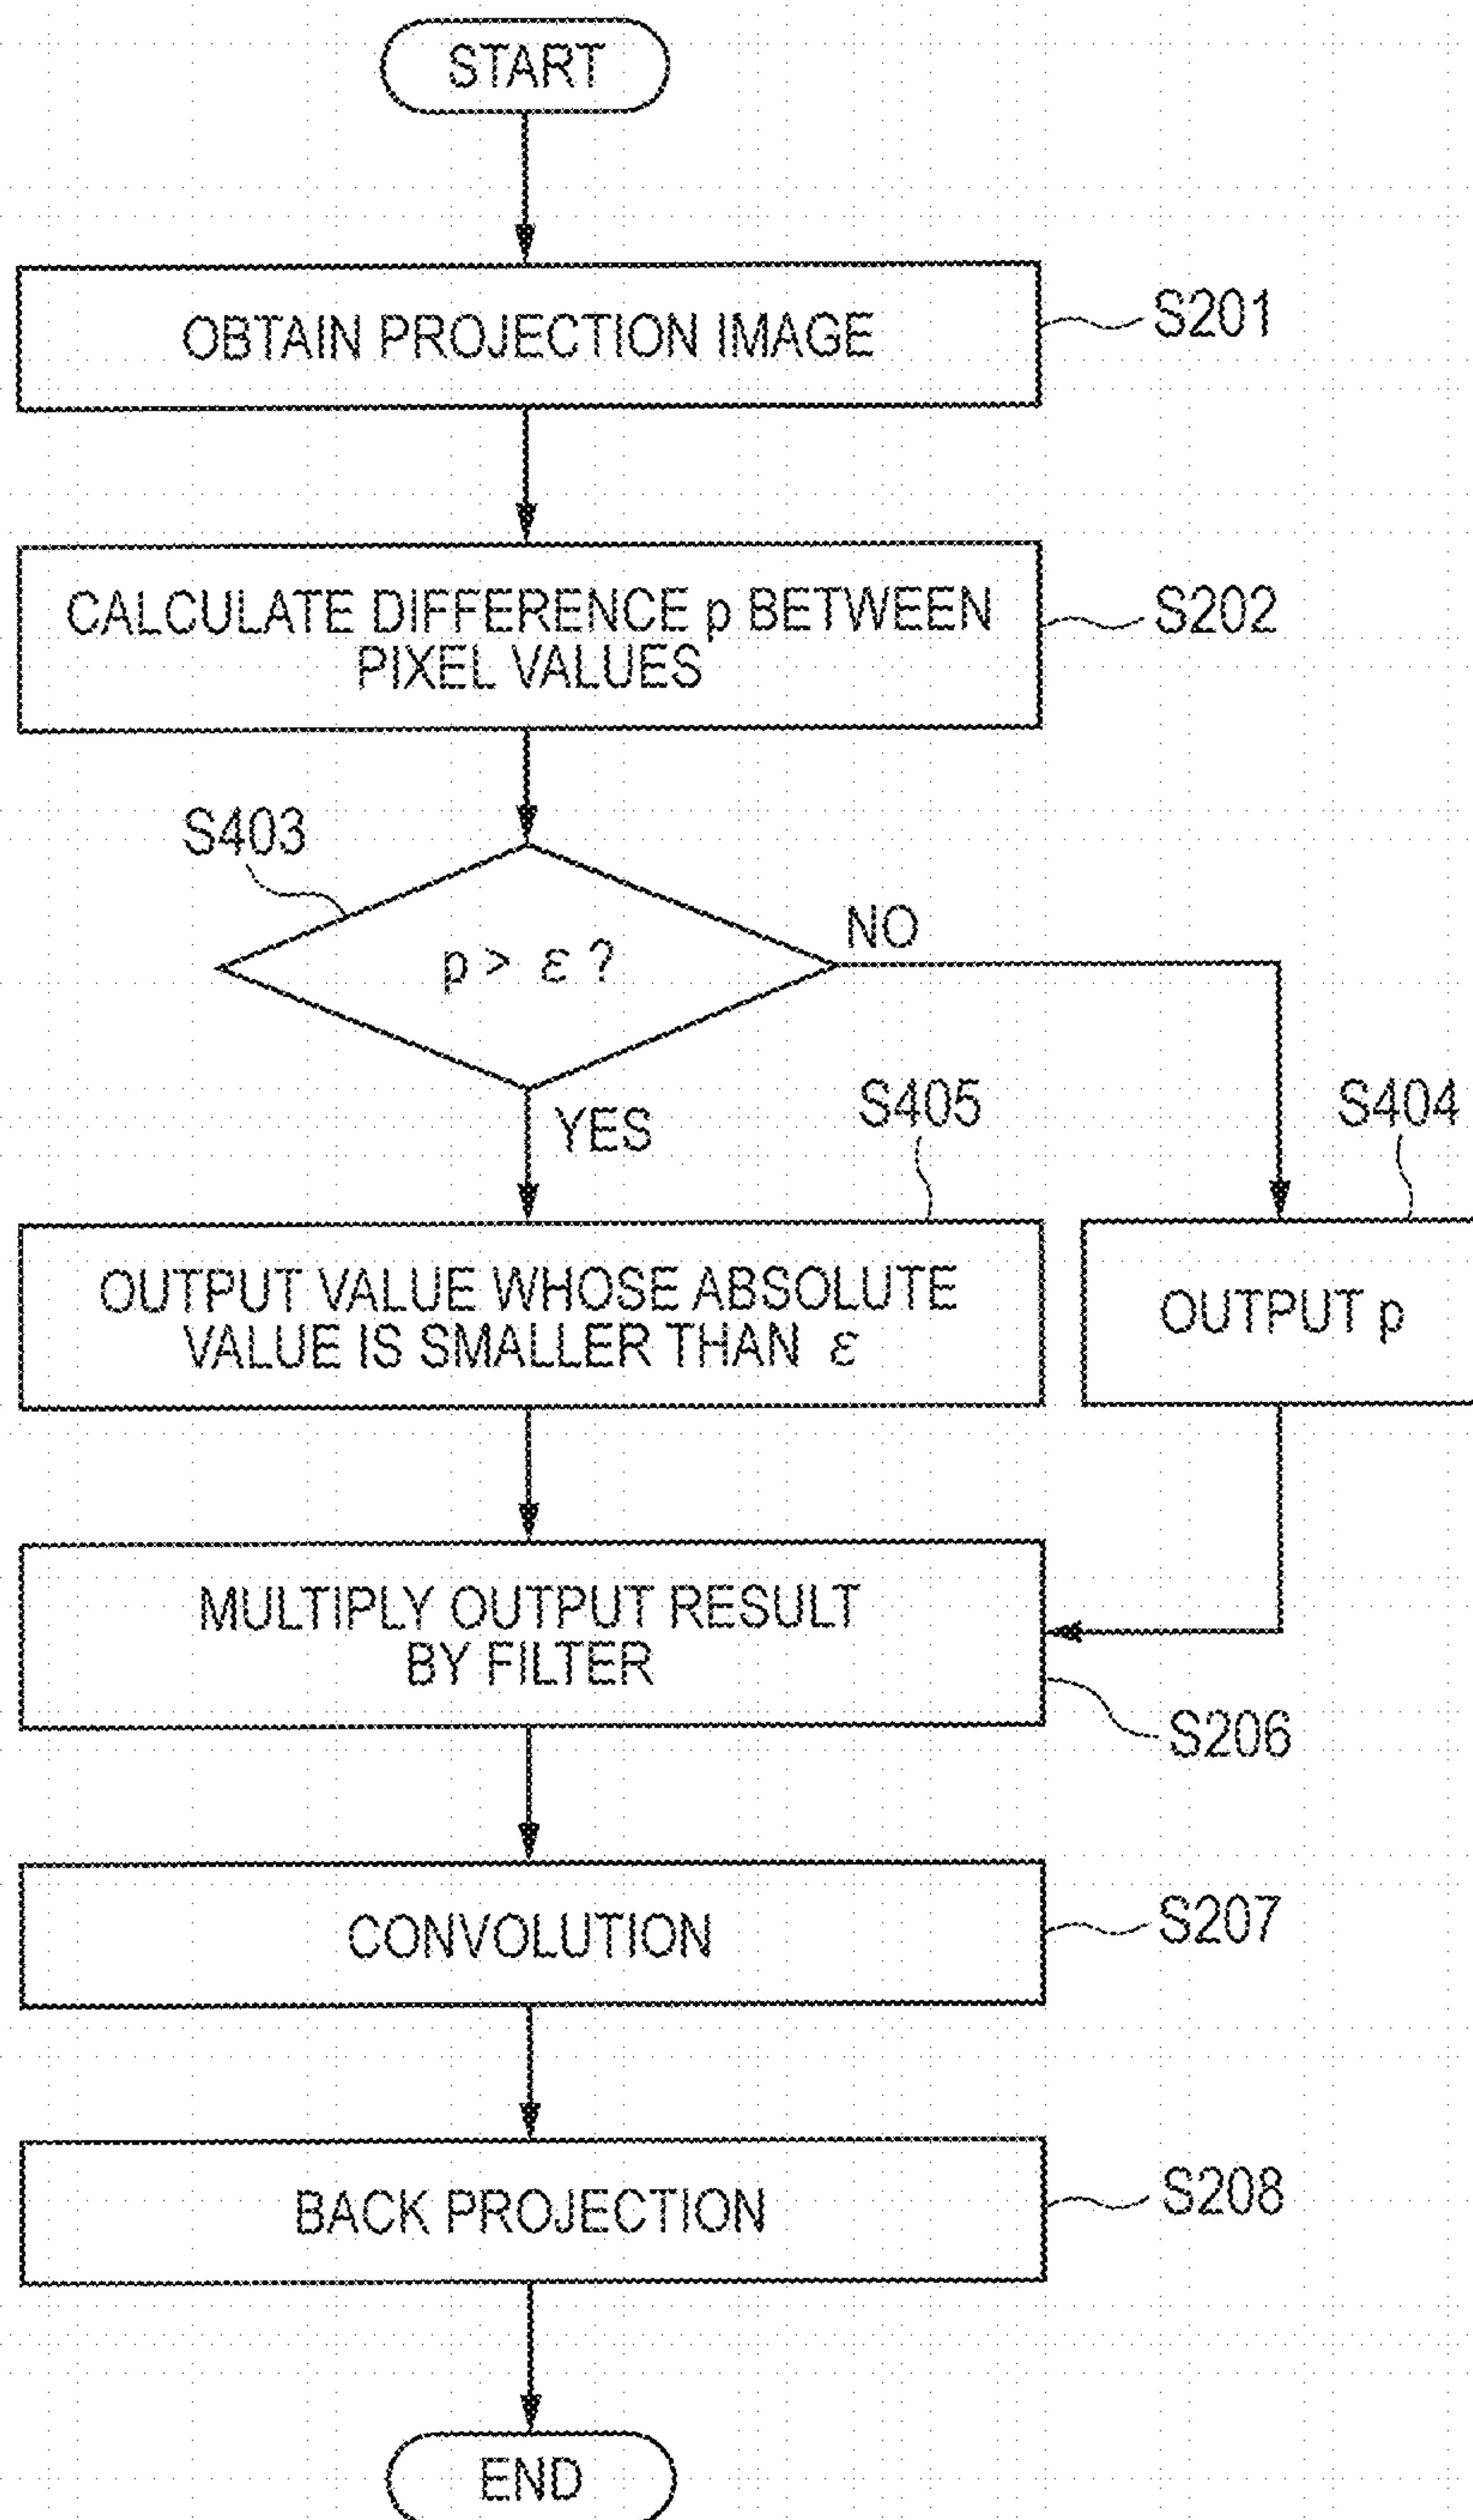 START
OBTAIN PROJECTION IMAGE
S201
CALCULATE DIFFERENCE p BETWEEN
PIXEL VALUES
S202
S403
p > ε ?
NO
YES
S405
S404
OUTPUT VALUE WHOSE ABSOLUTE
VALUE IS SMALLER THAN ε
OUTPUT p
MULTIPLY OUTPUT RESULT
BY FILTER
S206
CONVOLUTION
S207
BACK PROJECTION
S208
END